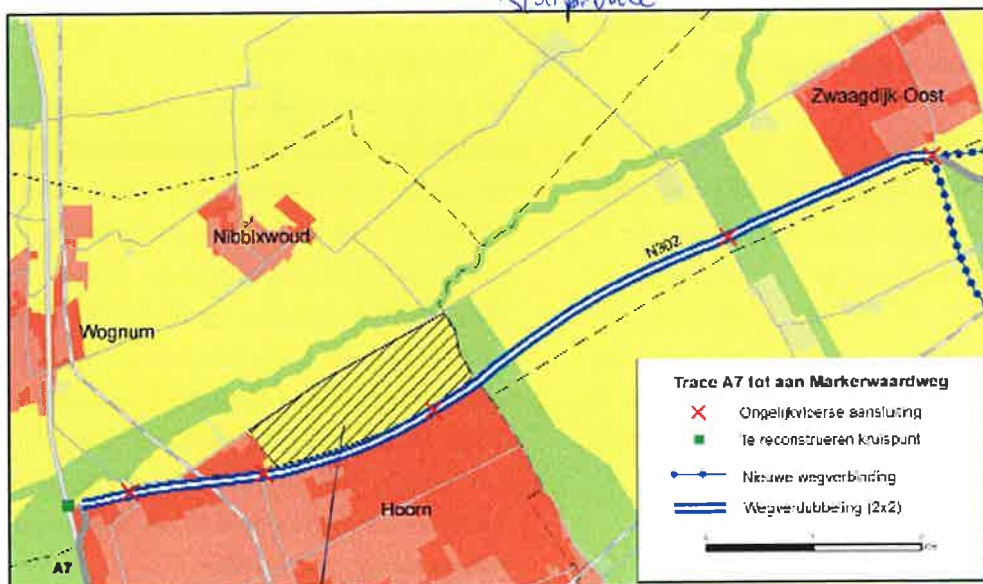 Zwaagdijk-Oost
Nibbixwoud
N302
Wognum
Hoorn
A7
Trace A7 tot aan Markerwaardweg
Ongelijkvloerse aansluiting
Te reconstrueren kruispunt
Nieuwe wegverbinding
Wegverdubbeling (2x2)